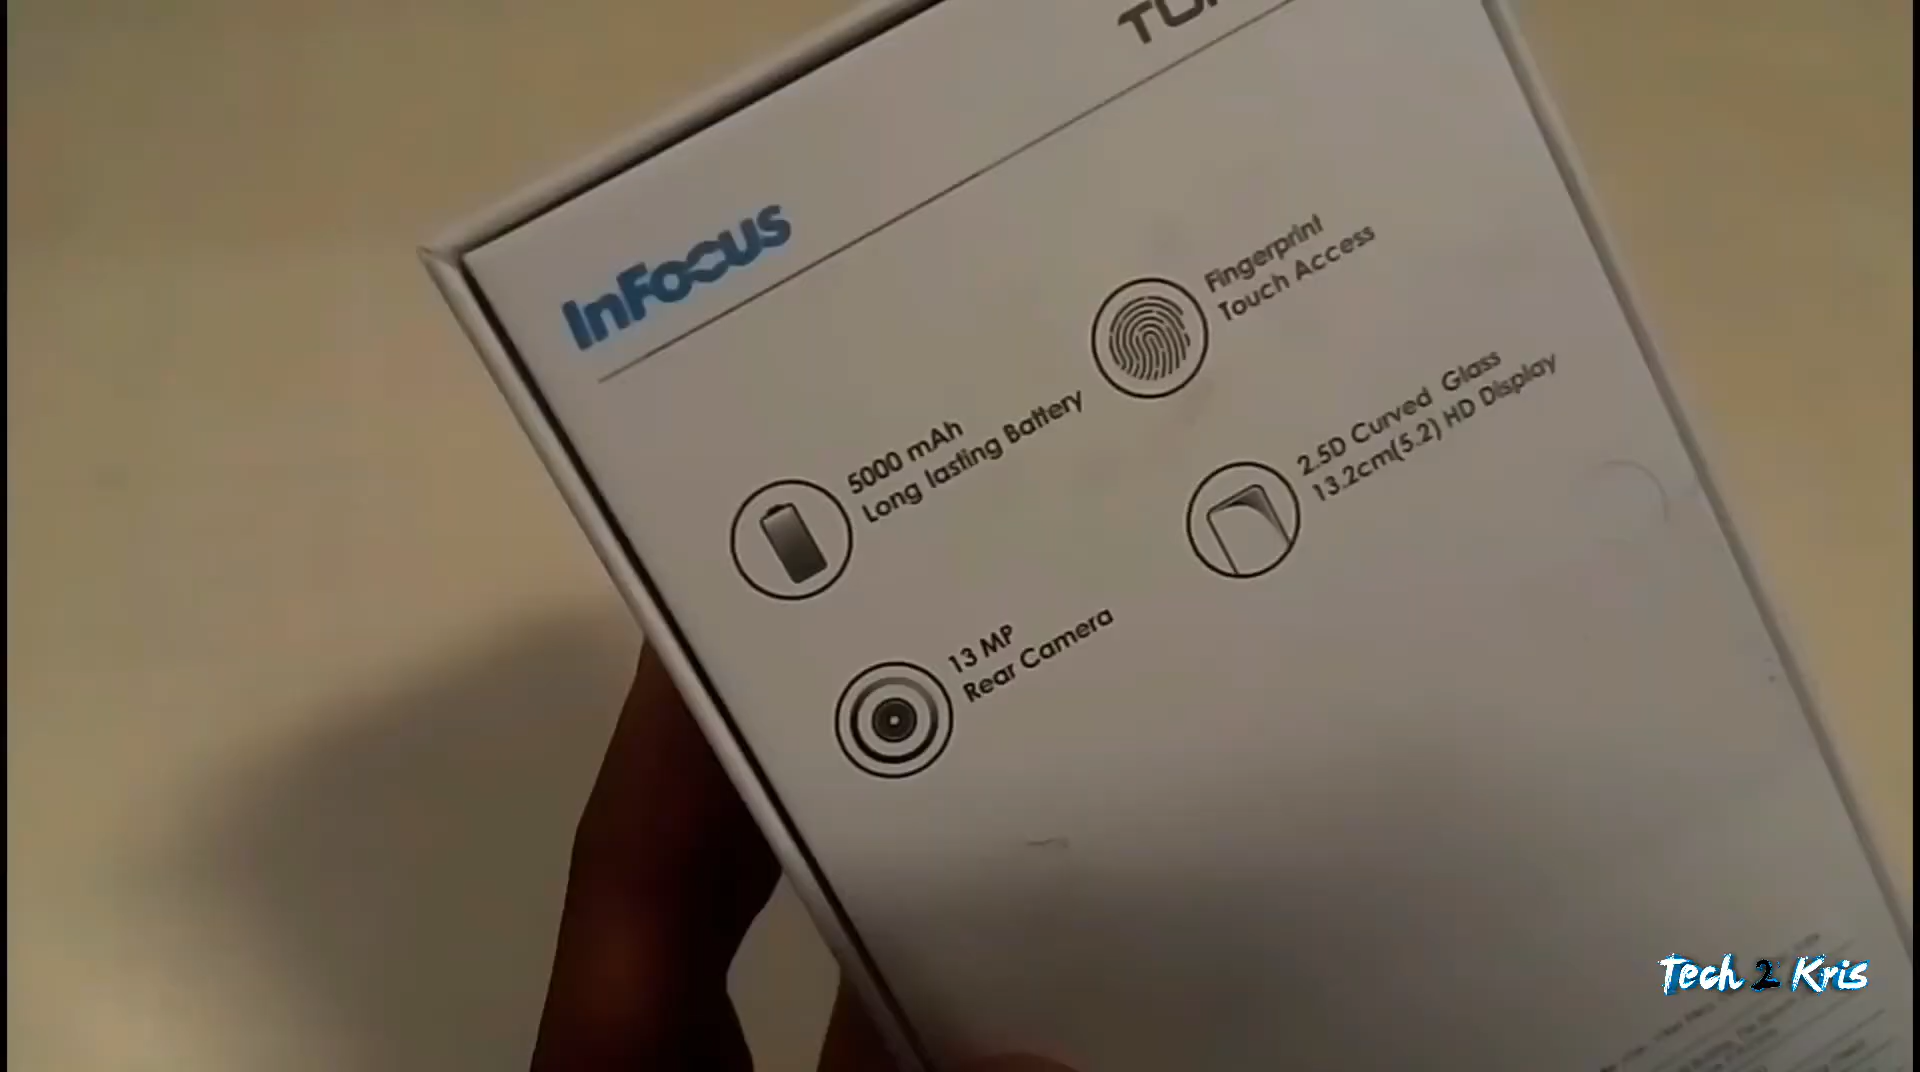 InFocus
5000 mAh
Long lasting Battery
Fingerprint
Touch Access
13 MP
Rear Camera
2.5D Curved Glass
13.2cm(5.2) HD Display
Tech 2 Kris